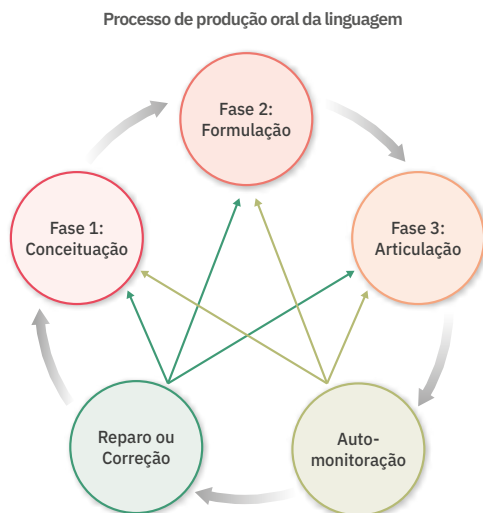 Processo de produção oral da linguagem
Fase 2:
Formulação
Fase 1:
Conceituação
Fase 3:
Articulação
Reparo ou
Correção
Auto-
monitoração